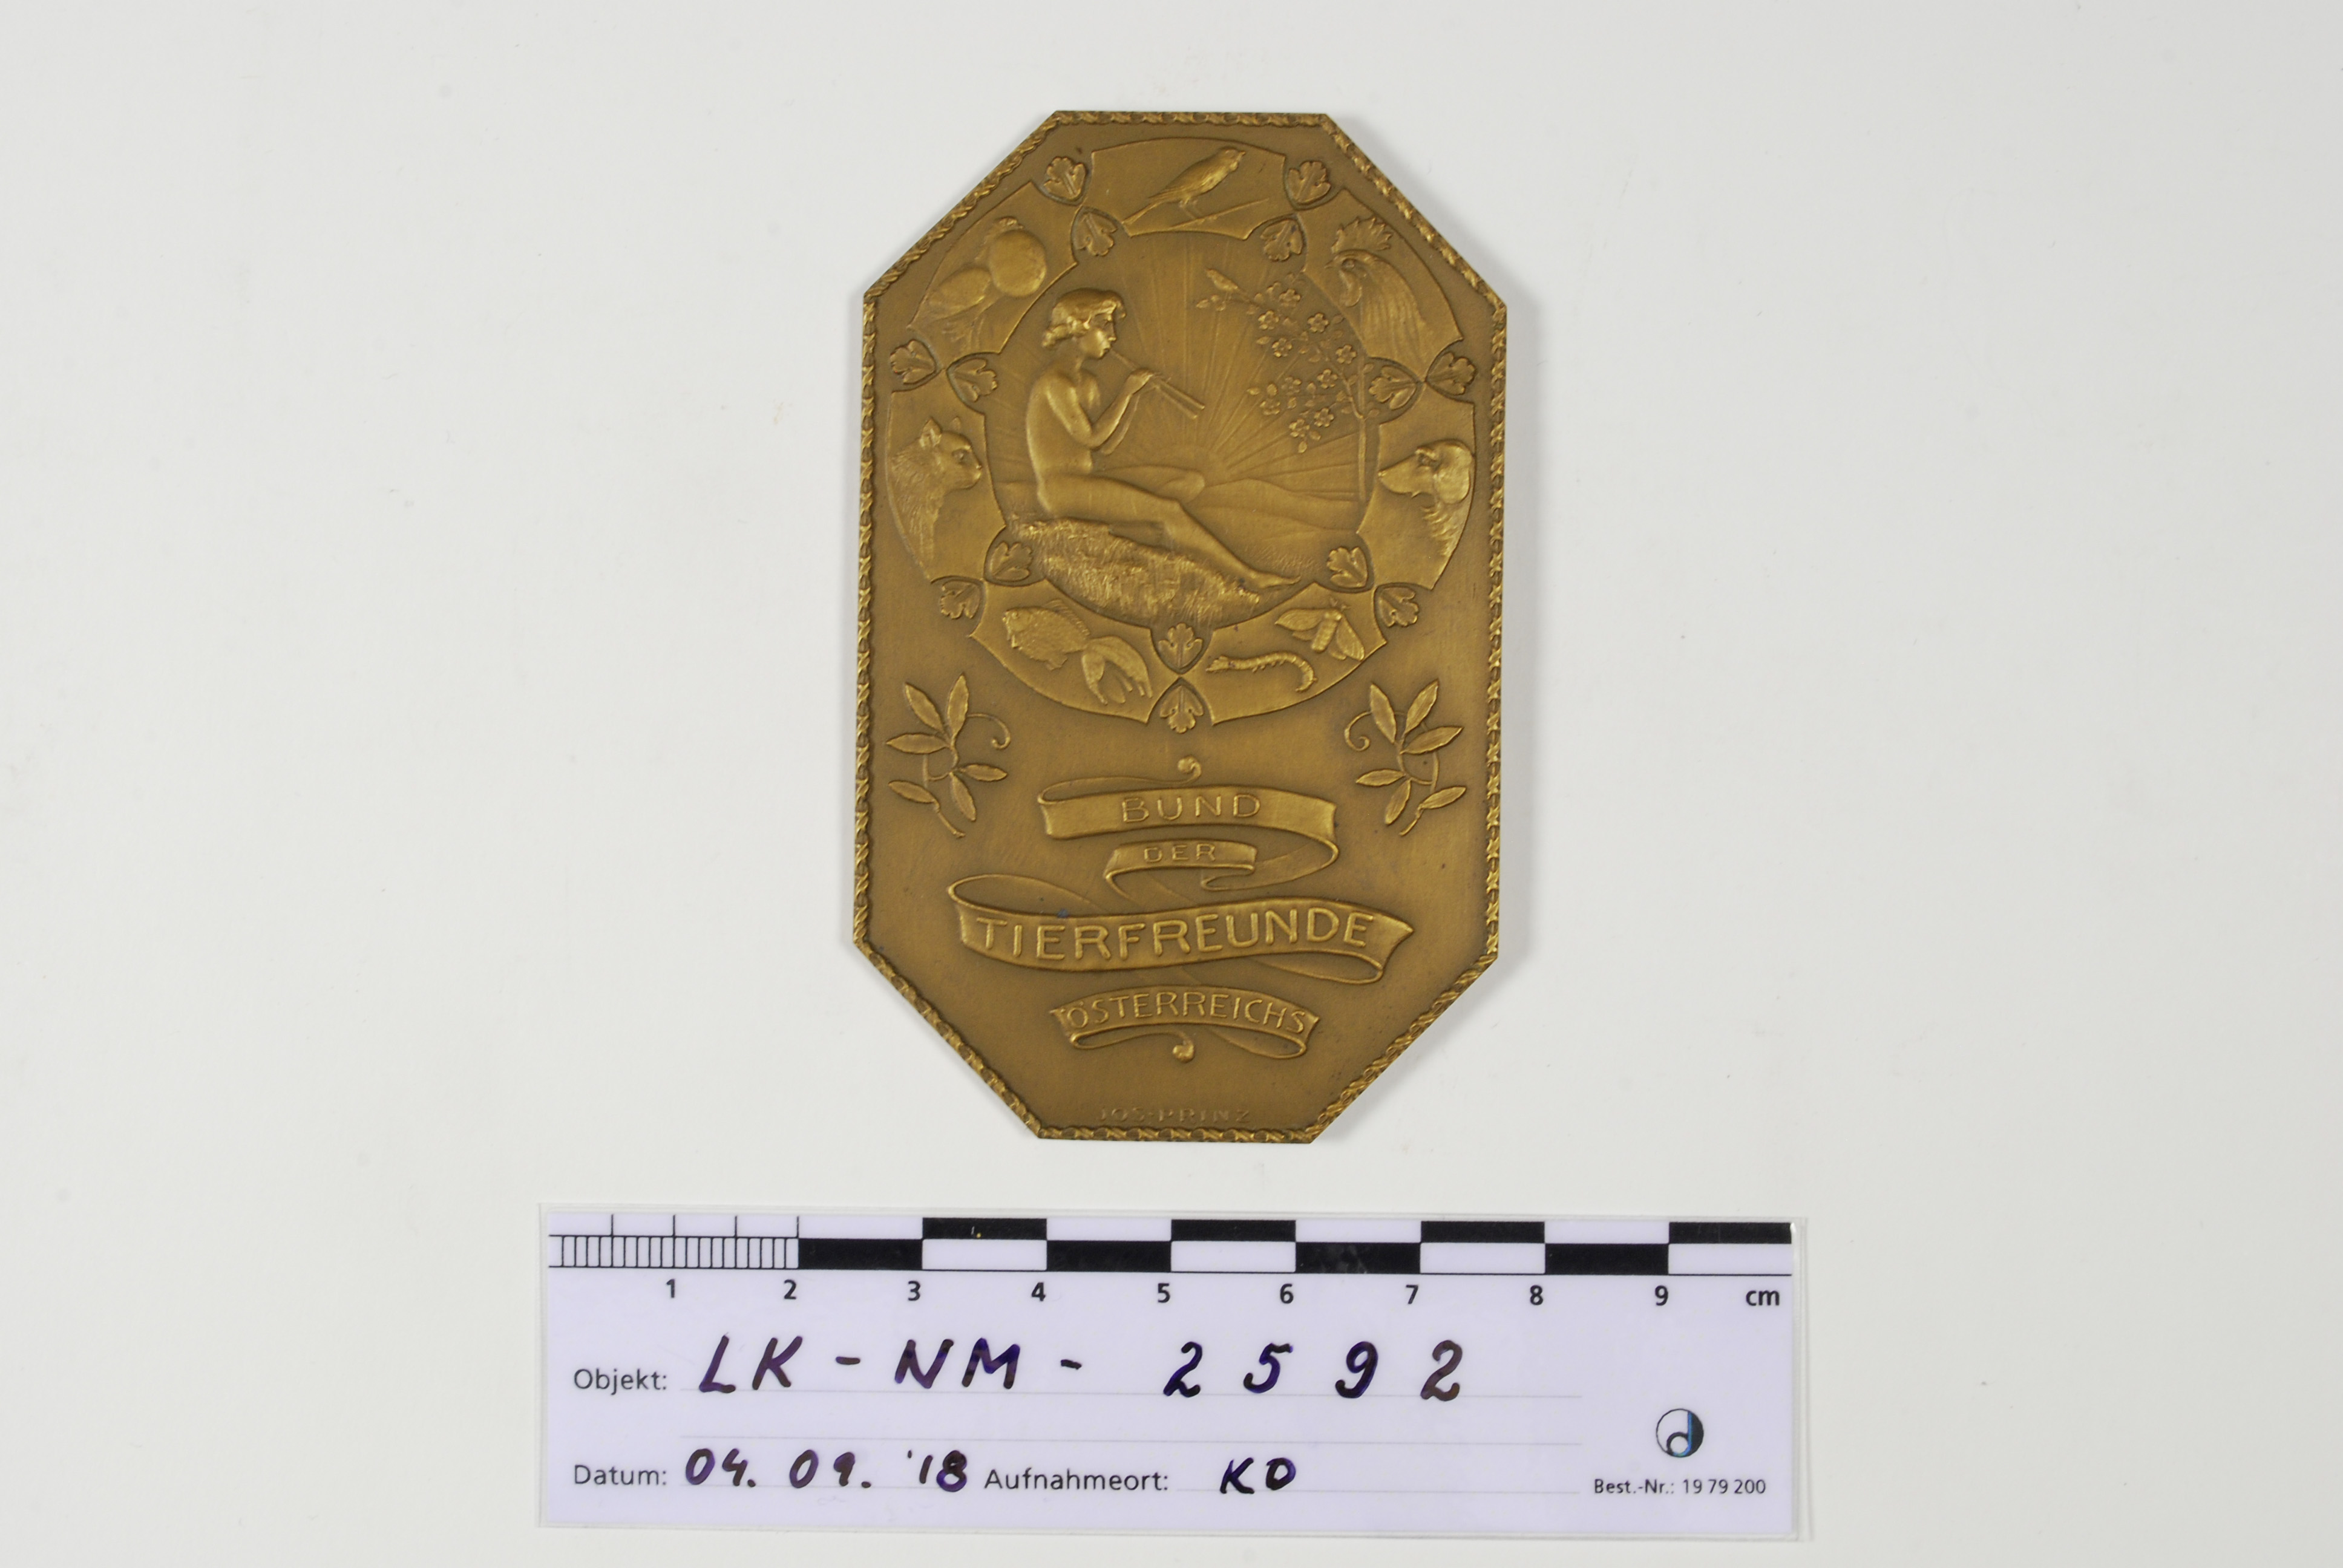 BUND
DER
TIERFREUNDE
ÖSTERREICHS
JOS·PRINZ
1 2 3 4 5 6 7 8 9 cm
Objekt: LK - NM - 2592
Datum: 04. 09. '18 Aufnahmeort: KO
Best.-Nr.: 19 79 200